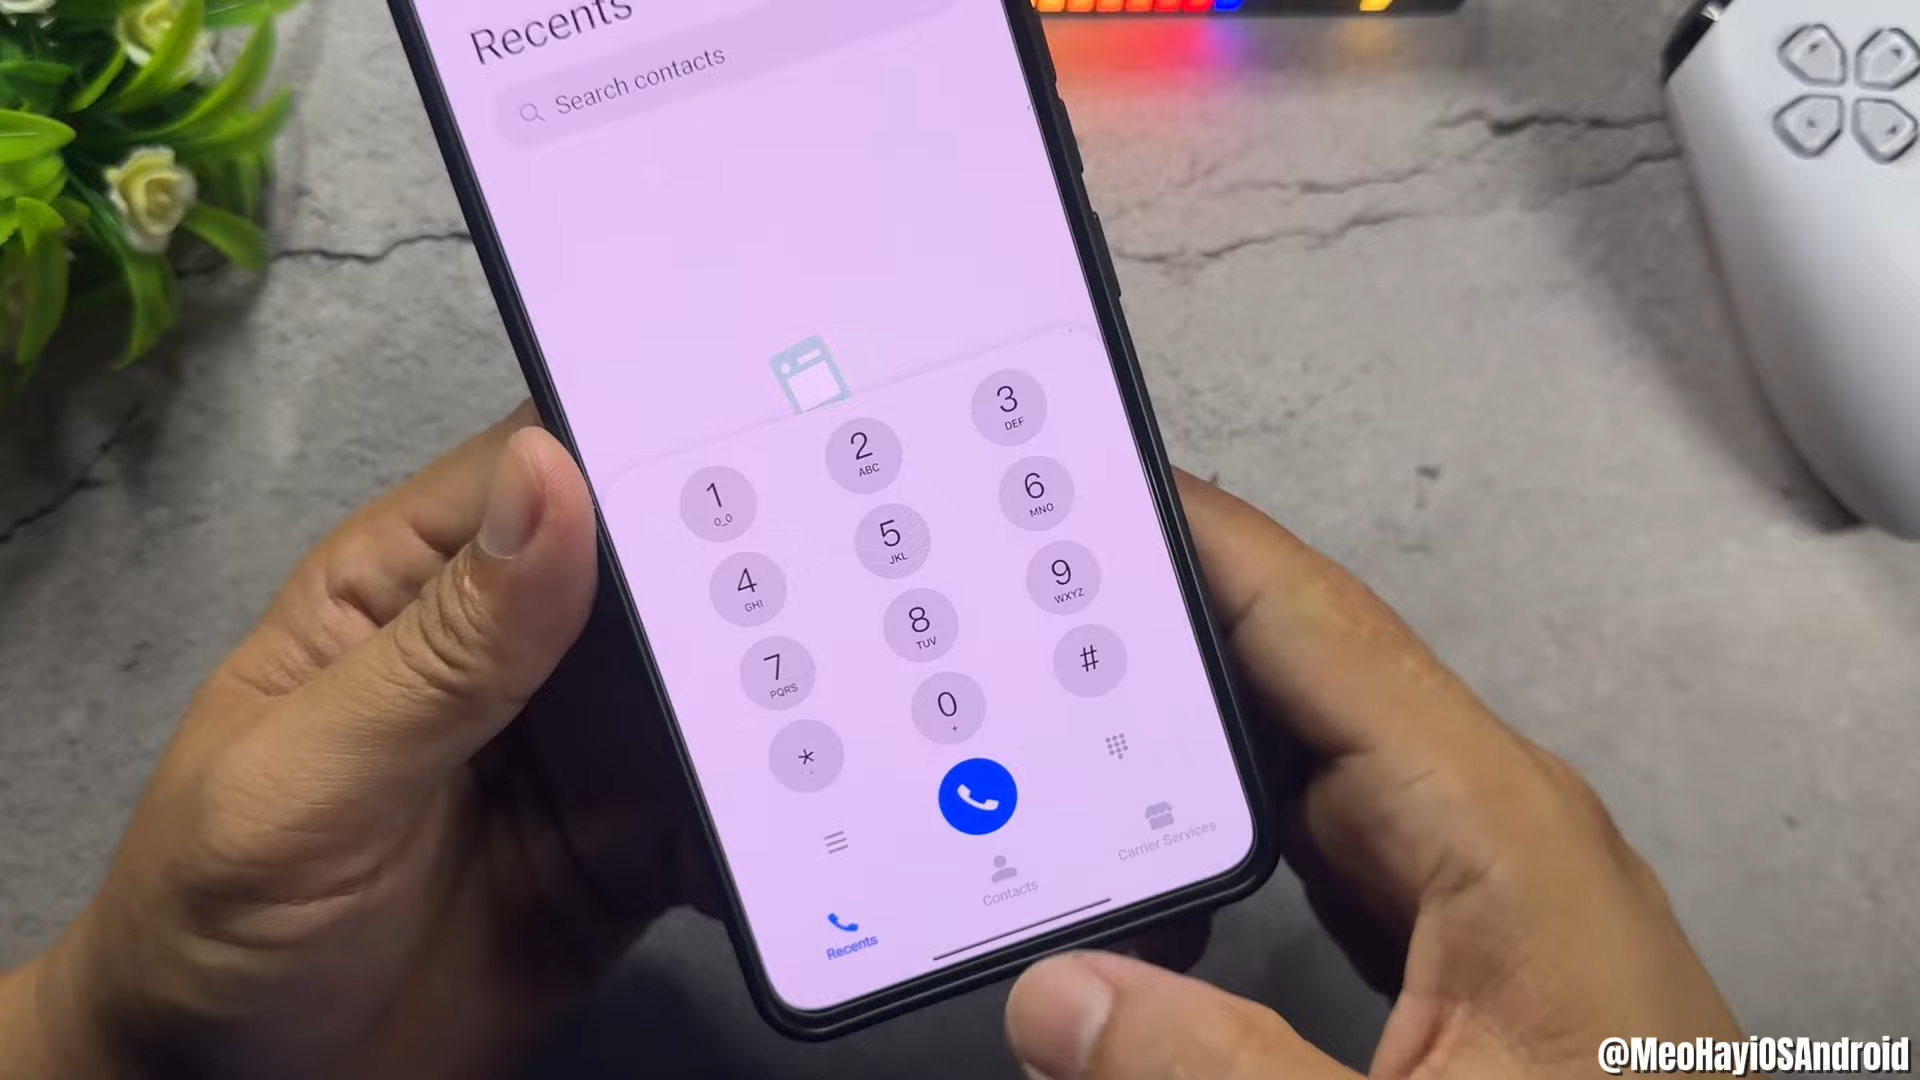 Recents
Search contacts
1
o_o
2
ABC
3
DEF
4
GHI
5
JKL
6
MNO
7
PQRS
8
TUV
9
WXYZ
*
0
+
#
Recents
Contacts
Carrier Services
@MeoHayiOSAndroid